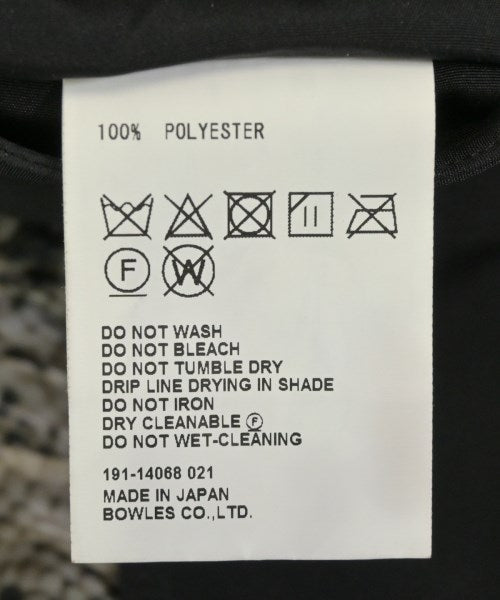 100% POLYESTER
F W
DO NOT WASH
DO NOT BLEACH
DO NOT TUMBLE DRY
DRIP LINE DRYING IN SHADE
DO NOT IRON
DRY CLEANABLE Ⓕ
DO NOT WET-CLEANING
191-14068 021
MADE IN JAPAN
BOWLES CO.,LTD.